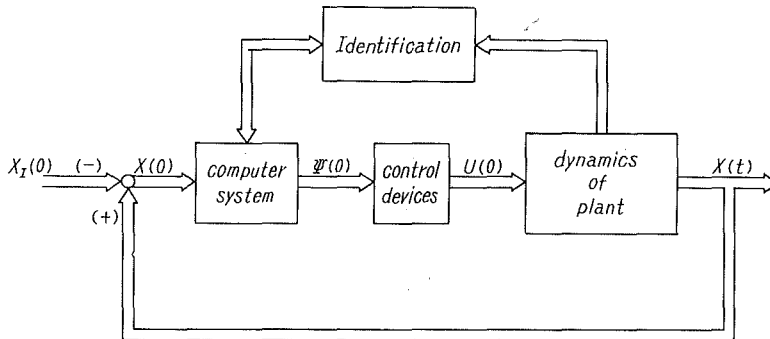 Identification
X_I(0)
(-)
X(0)
computer
system
Ψ(0)
control
devices
U(0)
dynamics
of
plant
X(t)
(+)